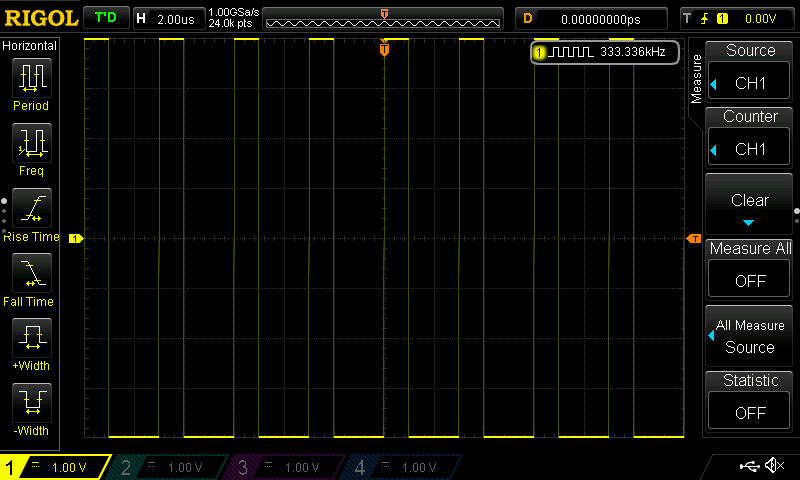 RIGOL T'D H 2.00us 1.00GSa/s 24.0k pts T D 0.00000000ps T 1 0.00V
Horizontal
Period
Freq
Rise Time
Fall Time
+Width
-Width
T
1 333.336kHz
1
T
Measure
Source
CH1
Counter
CH1
Clear
Measure All
OFF
All Measure
Source
Statistic
OFF
1 1.00 V 2 1.00 V 3 1.00 V 4 1.00 V